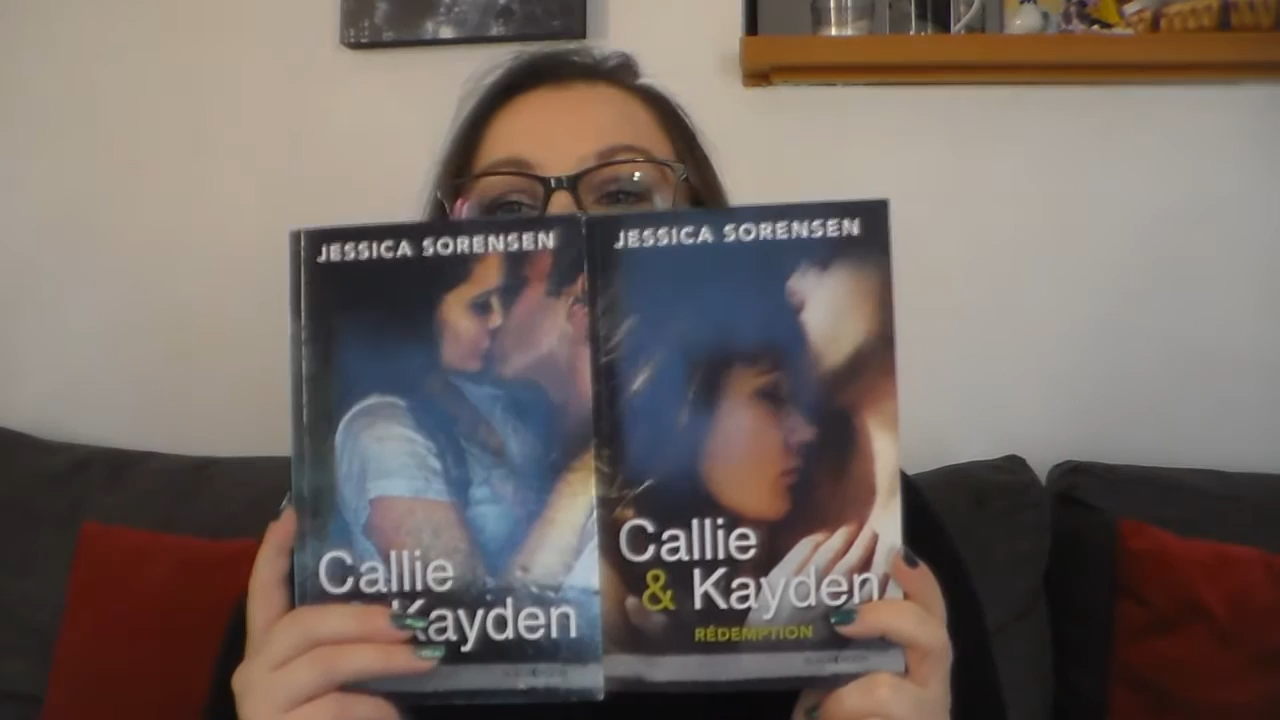 JESSICA SORENSEN
Callie
Kayden
JESSICA SORENSEN
Callie
& Kayden
RÉDEMPTION